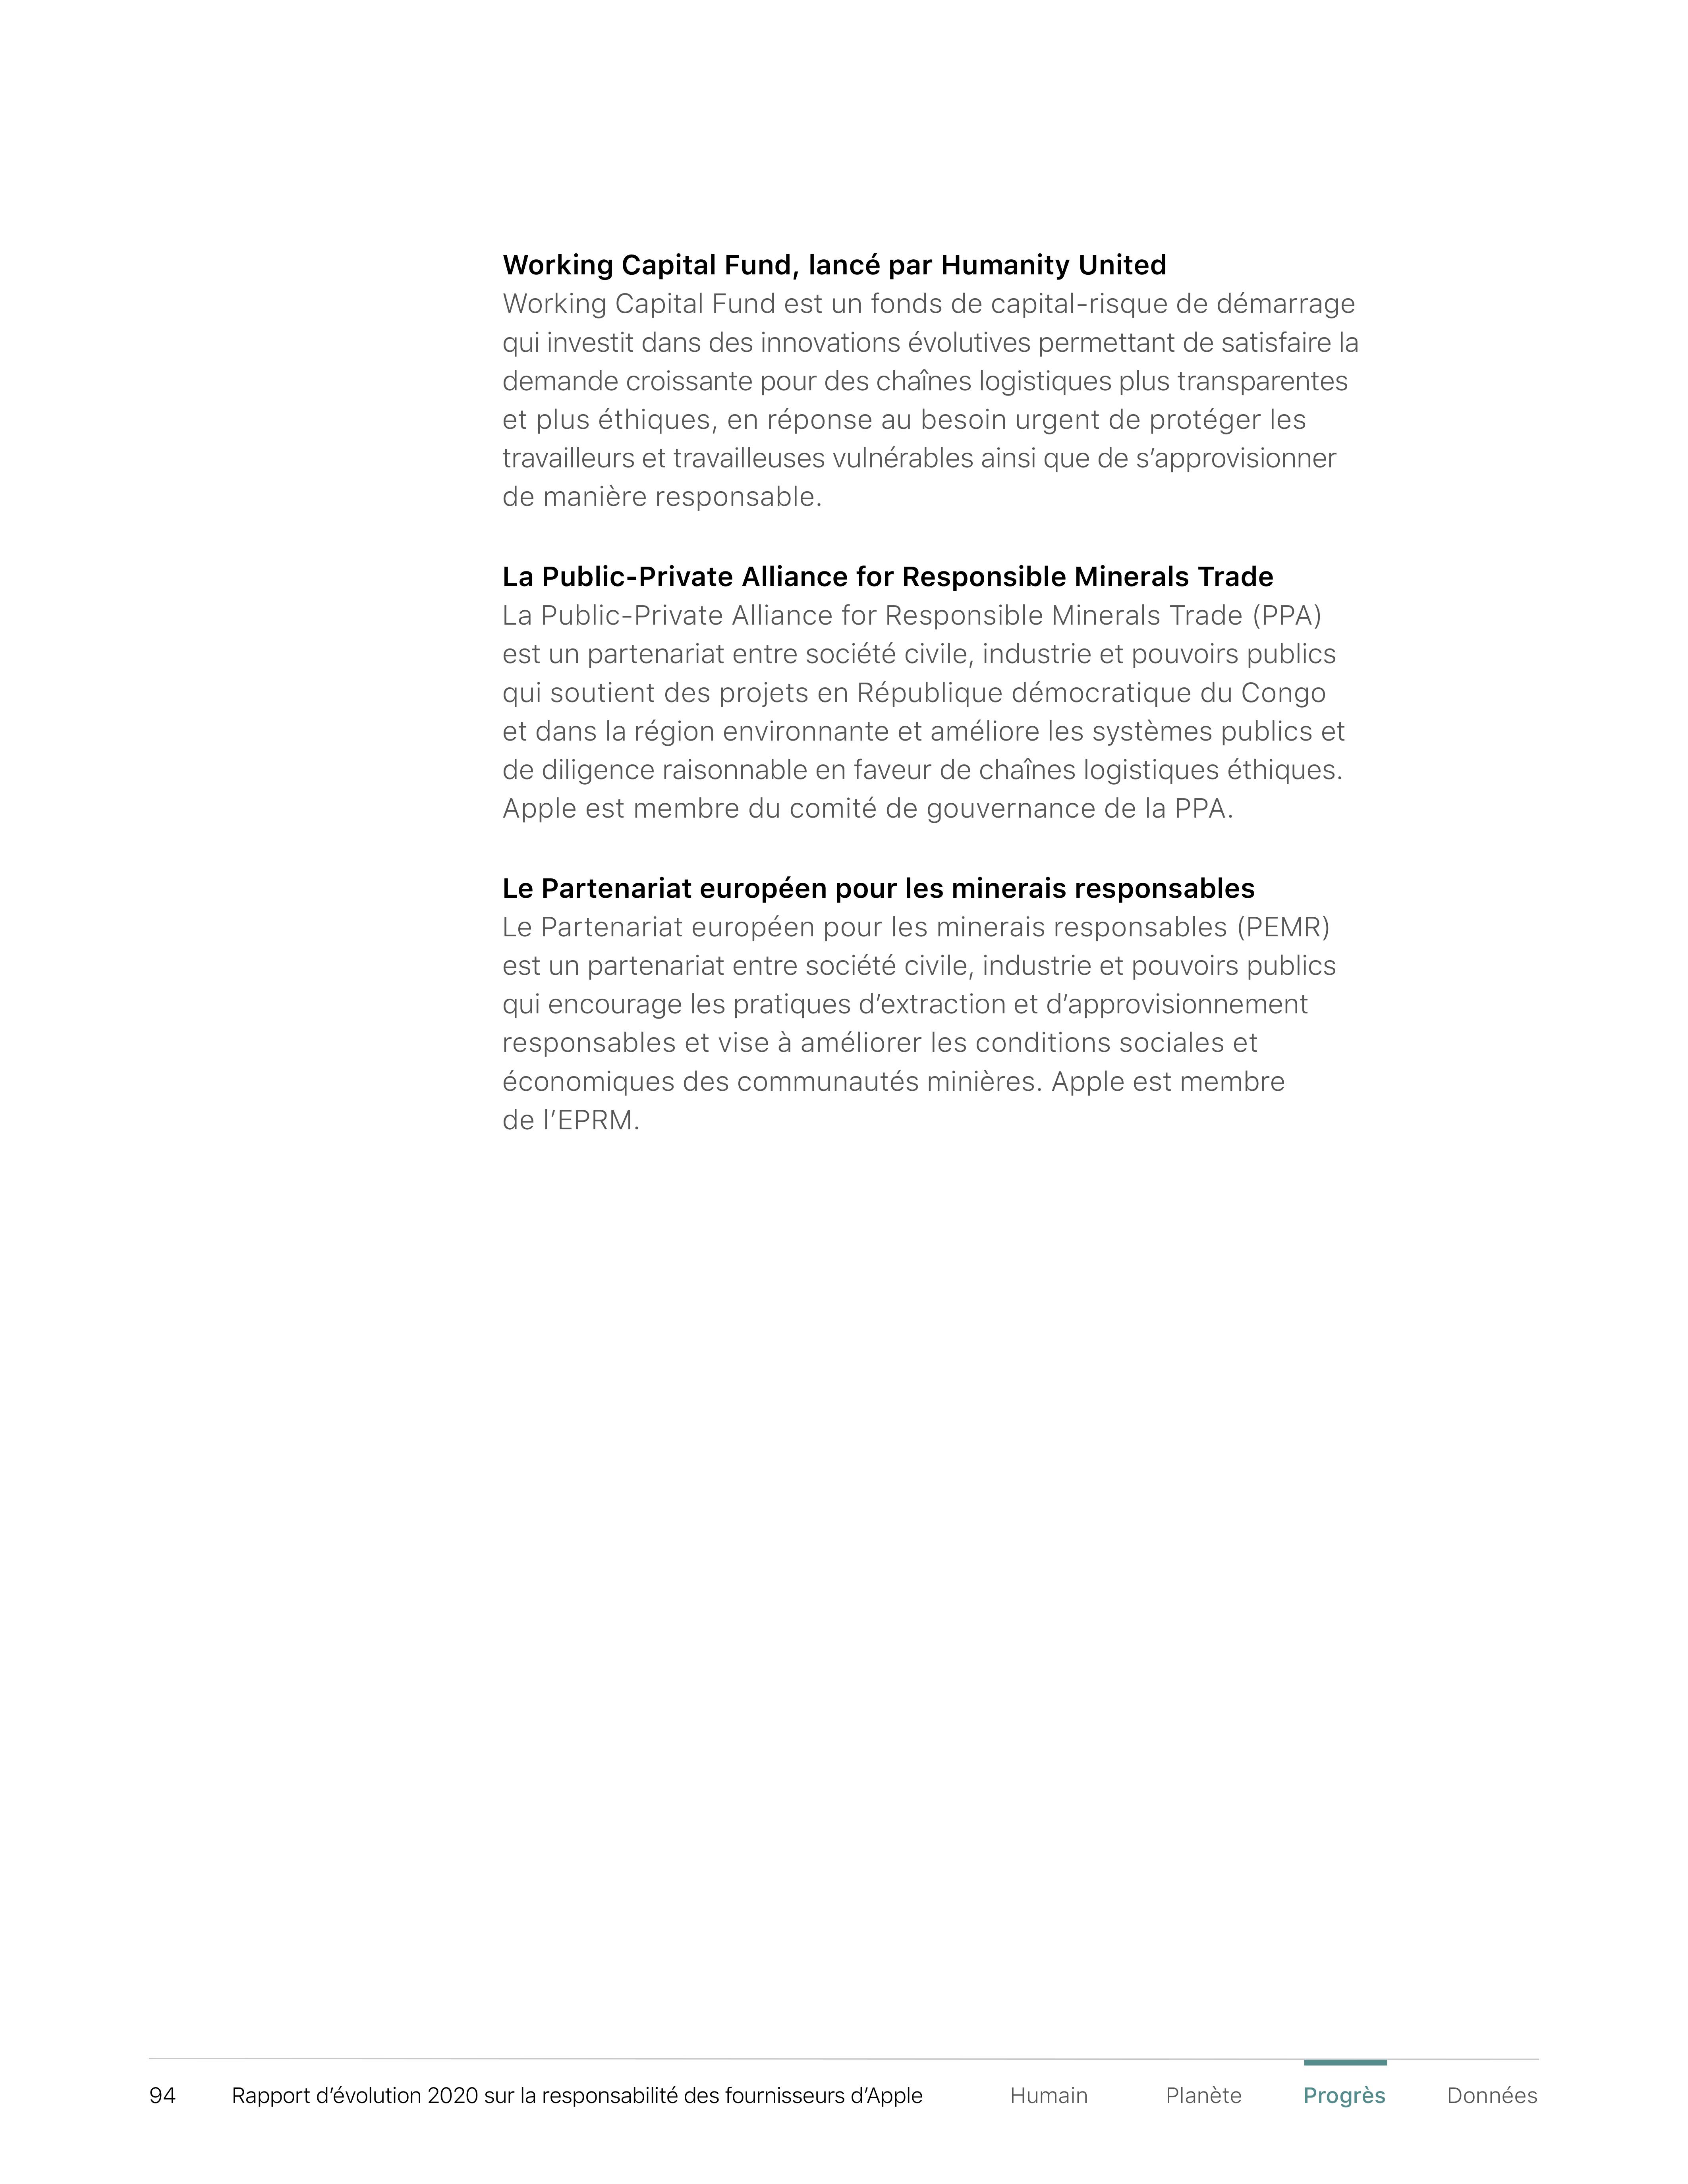 Working Capital Fund, lancé par Humanity United
Working Capital Fund est un fonds de capital-risque de démarrage
qui investit dans des innovations évolutives permettant de satisfaire la
demande croissante pour des chaînes logistiques plus transparentes
et plus éthiques, en réponse au besoin urgent de protéger les
travailleurs et travailleuses vulnérables ainsi que de s’approvisionner
de manière responsable.
La Public-Private Alliance for Responsible Minerals Trade
La Public-Private Alliance for Responsible Minerals Trade (PPA)
est un partenariat entre société civile, industrie et pouvoirs publics
qui soutient des projets en République démocratique du Congo
et dans la région environnante et améliore les systèmes publics et
de diligence raisonnable en faveur de chaînes logistiques éthiques.
Apple est membre du comité de gouvernance de la PPA.
Le Partenariat européen pour les minerais responsables
Le Partenariat européen pour les minerais responsables (PEMR)
est un partenariat entre société civile, industrie et pouvoirs publics
qui encourage les pratiques d’extraction et d’approvisionnement
responsables et vise à améliorer les conditions sociales et
économiques des communautés minières. Apple est membre
de l’EPRM.
94 Rapport d’évolution 2020 sur la responsabilité des fournisseurs d’Apple Humain Planète Progrès Données